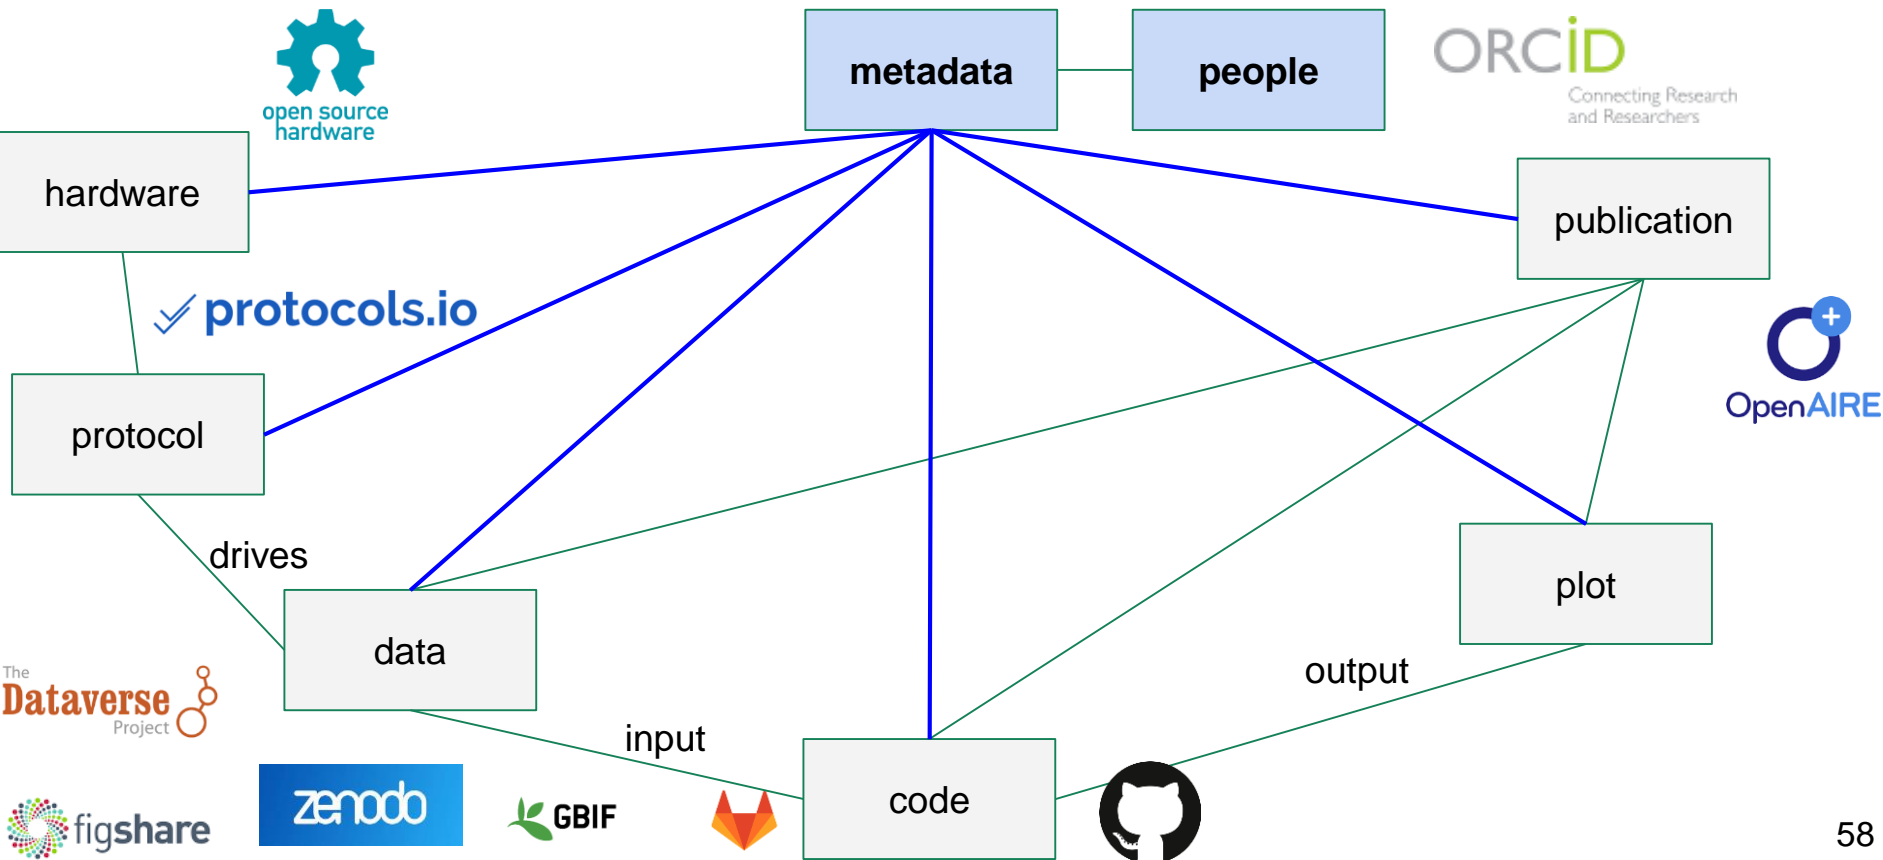 open source
hardware
metadata
people
ORCiD
Connecting Research
and Researchers
hardware
publication
protocols.io
OpenAIRE
protocol
drives
plot
data
output
The
Dataverse
Project
input
figshare
zenodo
GBIF
code
58